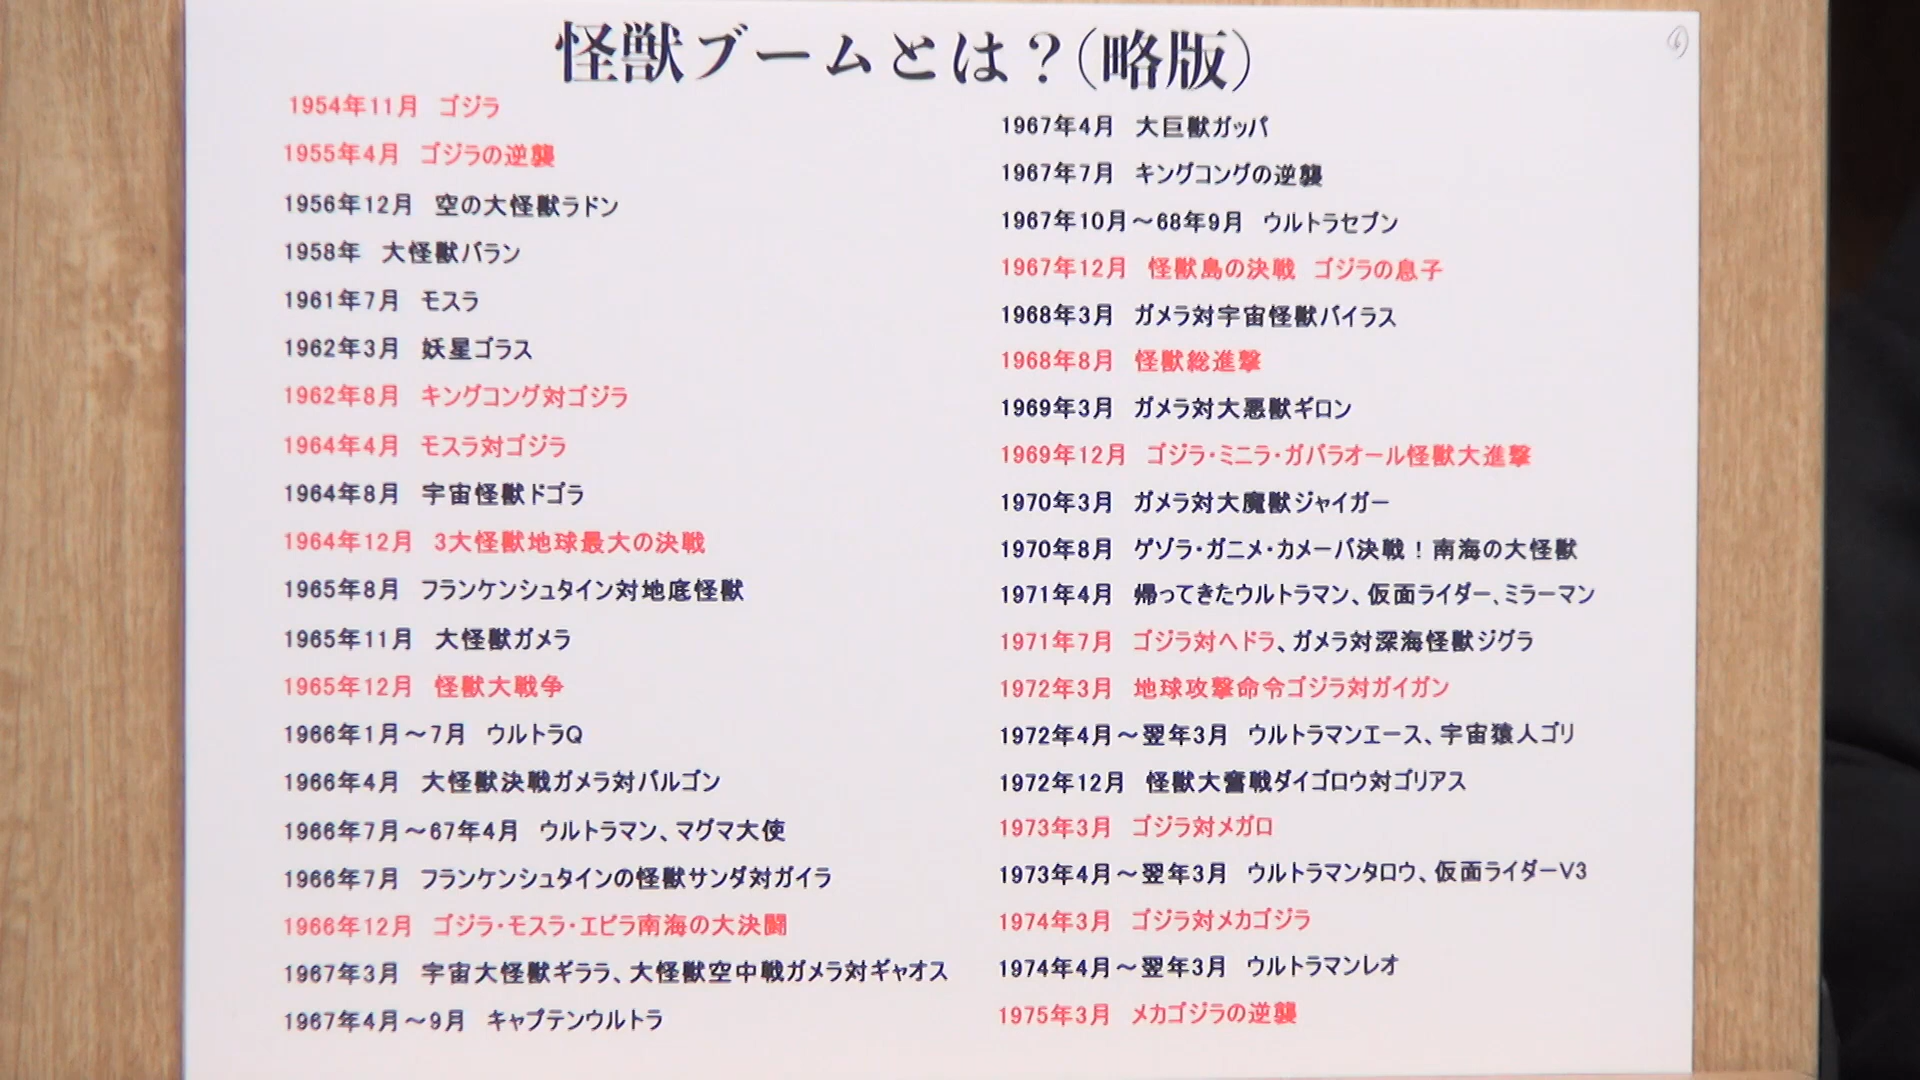 怪獣ブームとは？(略版)
1954年11月　ゴジラ
1955年4月　ゴジラの逆襲
1956年12月　空の大怪獣ラドン
1958年　大怪獣バラン
1961年7月　モスラ
1962年3月　妖星ゴラス
1962年8月　キングコング対ゴジラ
1964年4月　モスラ対ゴジラ
1964年8月　宇宙怪獣ドゴラ
1964年12月　3大怪獣地球最大の決戦
1965年8月　フランケンシュタイン対地底怪獣
1965年11月　大怪獣ガメラ
1965年12月　怪獣大戦争
1966年1月～7月　ウルトラQ
1966年4月　大怪獣決戦ガメラ対バルゴン
1966年7月～67年4月　ウルトラマン、マグマ大使
1966年7月　フランケンシュタインの怪獣サンダ対ガイラ
1966年12月　ゴジラ・モスラ・エビラ南海の大決闘
1967年3月　宇宙大怪獣ギララ、大怪獣空中戦ガメラ対ギャオス
1967年4月～9月　キャプテンウルトラ
1967年4月　大巨獣ガッパ
1967年7月　キングコングの逆襲
1967年10月～68年9月　ウルトラセブン
1967年12月　怪獣島の決戦　ゴジラの息子
1968年3月　ガメラ対宇宙怪獣バイラス
1968年8月　怪獣総進撃
1969年3月　ガメラ対大悪獣ギロン
1969年12月　ゴジラ・ミニラ・ガバラオール怪獣大進撃
1970年3月　ガメラ対大魔獣ジャイガー
1970年8月　ゲゾラ・ガニメ・カメーバ決戦！南海の大怪獣
1971年4月　帰ってきたウルトラマン、仮面ライダー、ミラーマン
1971年7月　ゴジラ対ヘドラ、ガメラ対深海怪獣ジグラ
1972年3月　地球攻撃命令ゴジラ対ガイガン
1972年4月～翌年3月　ウルトラマンエース、宇宙猿人ゴリ
1972年12月　怪獣大奮戦ダイゴロウ対ゴリアス
1973年3月　ゴジラ対メガロ
1973年4月～翌年3月　ウルトラマンタロウ、仮面ライダーV3
1974年3月　ゴジラ対メカゴジラ
1974年4月～翌年3月　ウルトラマンレオ
1975年3月　メカゴジラの逆襲